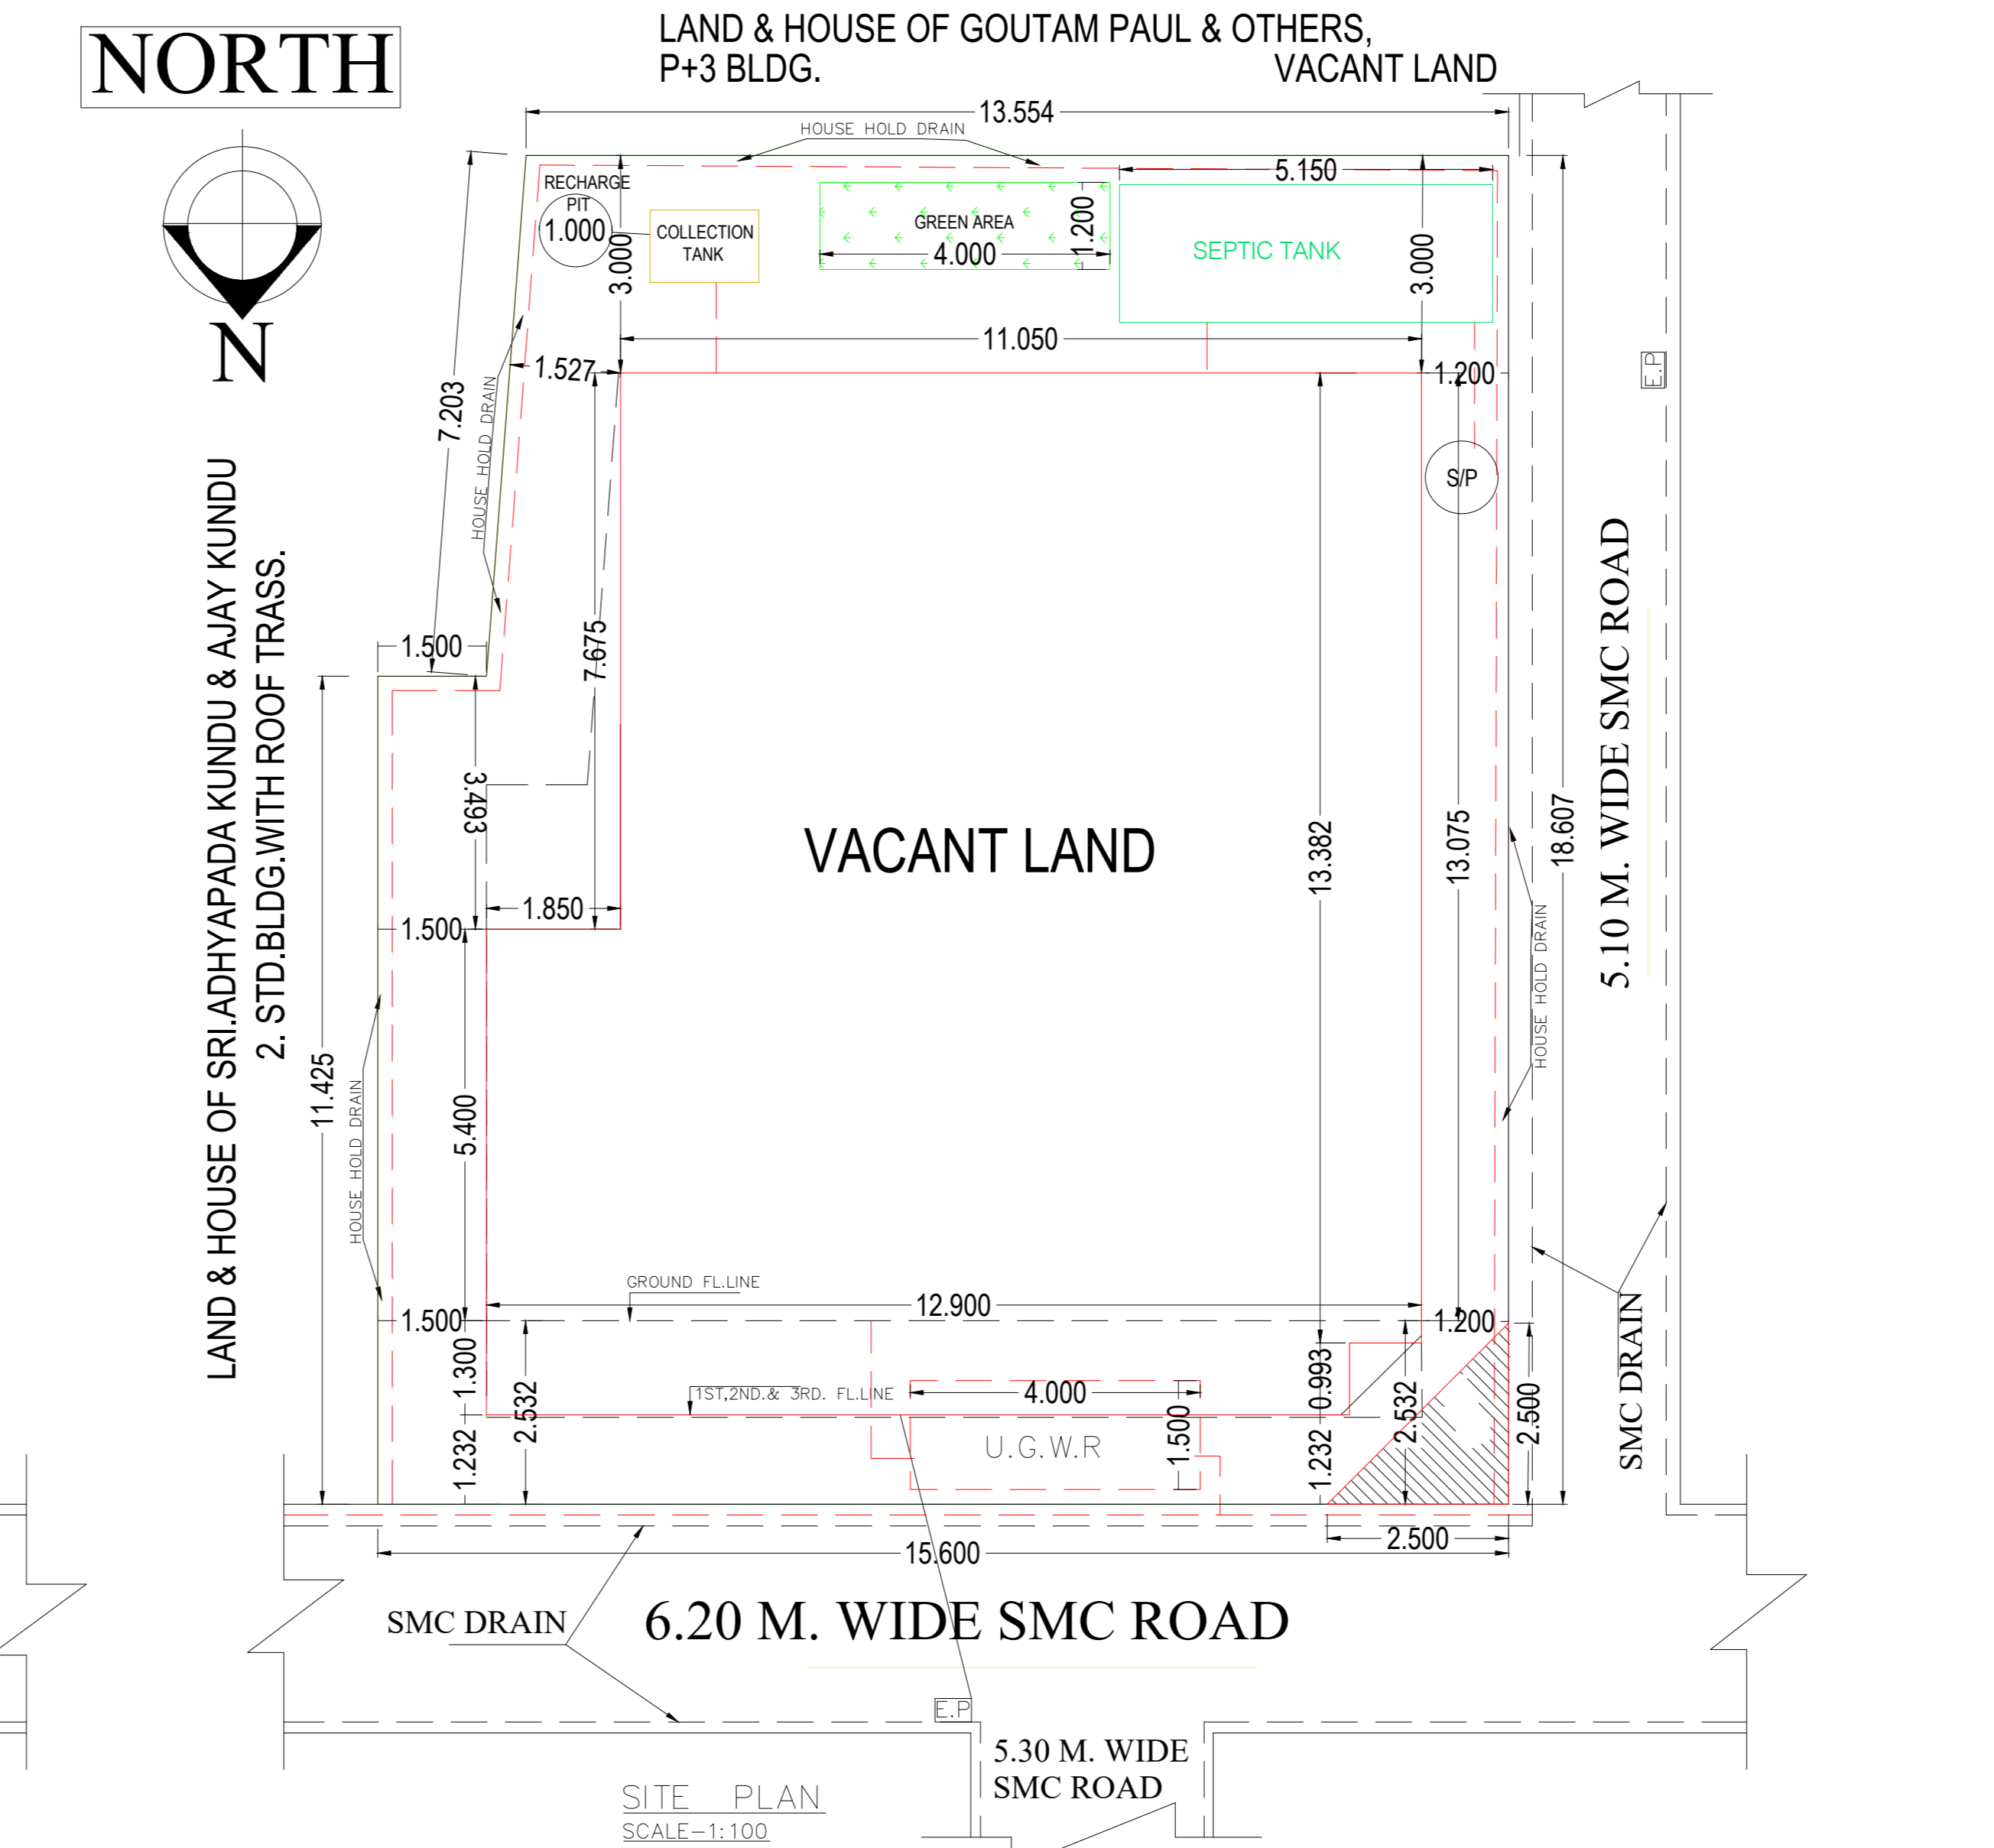 NORTH
N
LAND & HOUSE OF GOUTAM PAUL & OTHERS,
P+3 BLDG. VACANT LAND
13.554
HOUSE HOLD DRAIN
RECHARGE
PIT
1.000
COLLECTION
TANK
3.000
GREEN AREA
4.000
1.200
5.150
SEPTIC TANK
3.000
11.050
1.527
1.200
7.203
HOUSE HOLD DRAIN
S/P
E.P
LAND & HOUSE OF SRI.ADHYAPADA KUNDU & AJAY KUNDU
2. STD.BLDG.WITH ROOF TRASS.
1.500
7.675
3.493
VACANT LAND
13.382
13.075
18.607
5.10 M. WIDE SMC ROAD
1.850
1.500
HOUSE HOLD DRAIN
11.425
5.400
HOUSE HOLD DRAIN
GROUND FL.LINE
12.900
1.500
1.200
1.300
2.532
1ST,2ND.& 3RD. FL.LINE
4.000
0.993
2.532
2.500
1.232
U.G.W.R
1.500
1.232
SMC DRAIN
2.500
15.600
SMC DRAIN
6.20 M. WIDE SMC ROAD
E.P
5.30 M. WIDE
SMC ROAD
SITE PLAN
SCALE-1:100